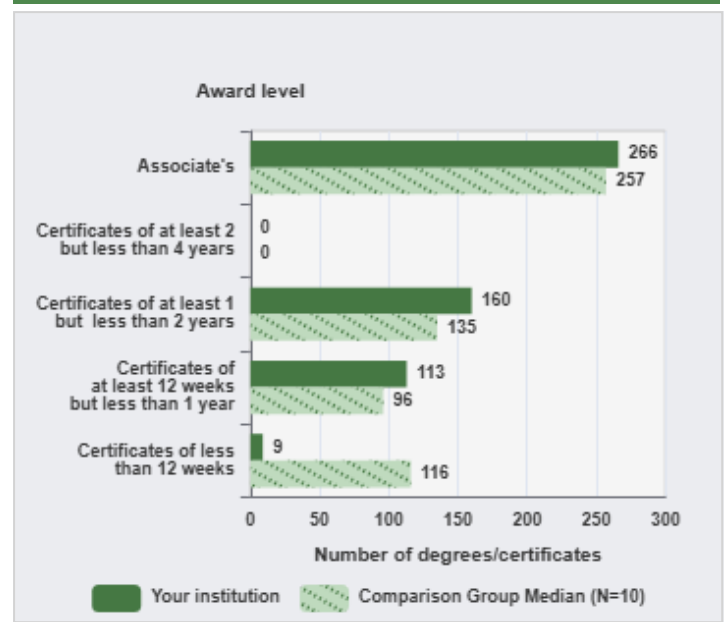 Award level
Associate's
266
257
Certificates of at least 2
but less than 4 years
0
0
Certificates of at least 1
but less than 2 years
160
135
Certificates of
at least 12 weeks
but less than 1 year
113
96
Certificates of less
than 12 weeks
9
116
0 50 100 150 200 250 300
Number of degrees/certificates
Your institution Comparison Group Median (N=10)